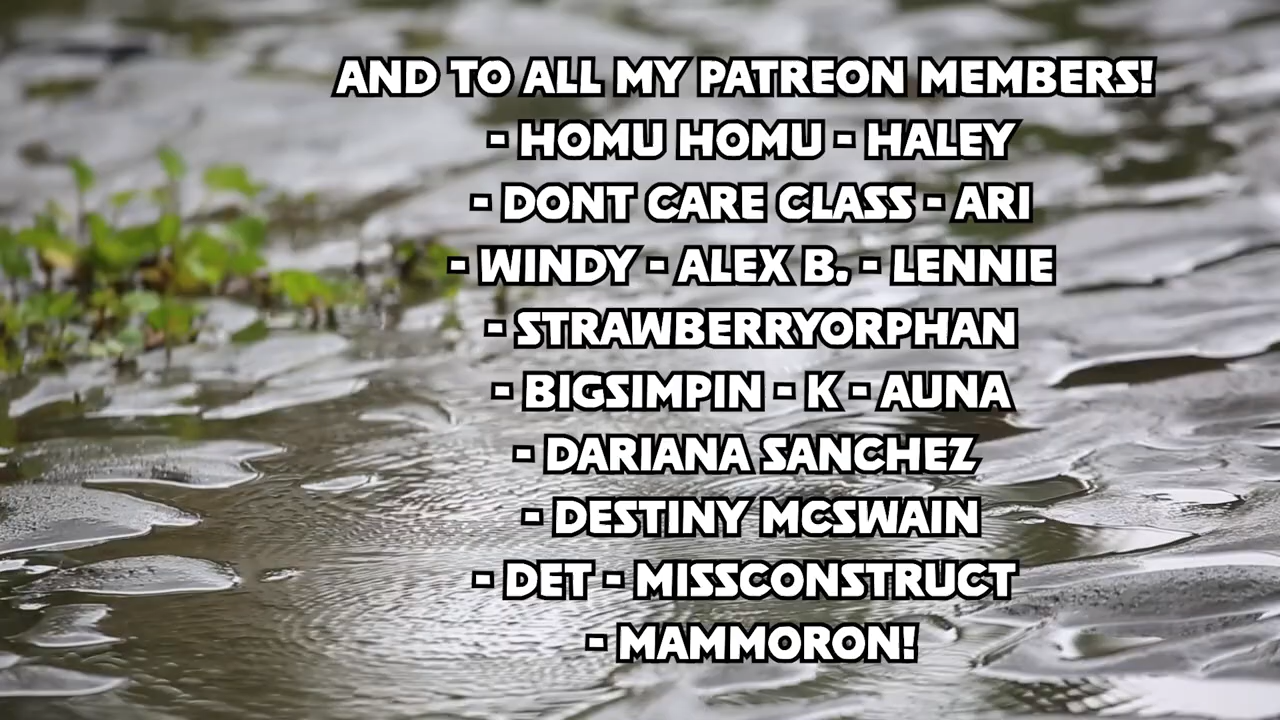 AND TO ALL MY PATREON MEMBERS!
- HOMU HOMU - HALEY
- DONT CARE CLASS - ARI
- WINDY - ALEX B. - LENNIE
- STRAWBERRYORPHAN
- BIGSIMPIN - K - AUNA
- DARIANA SANCHEZ
- DESTINY MCSWAIN
- DET - MISSCONSTRUCT
- MAMMORON!